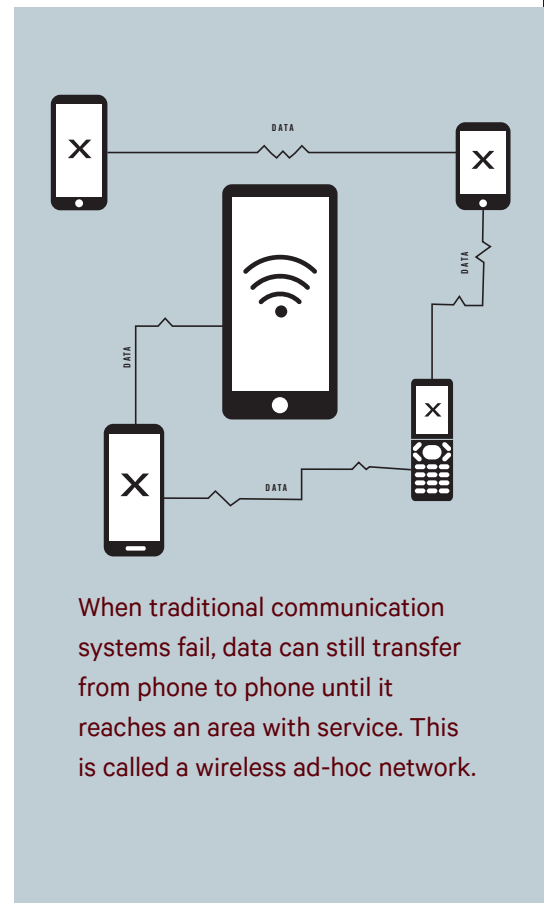 DATA
X
X
DATA
DATA
X
X
DATA
When traditional communication
systems fail, data can still transfer
from phone to phone until it
reaches an area with service. This
is called a wireless ad-hoc network.